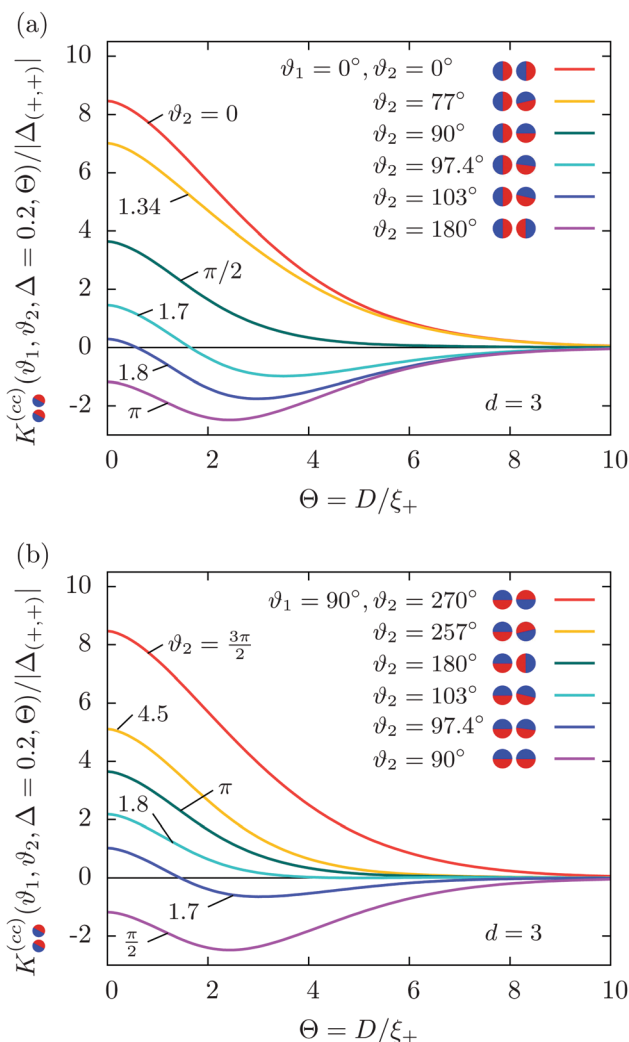 (a)
K^(cc)(ϑ₁, ϑ₂, Δ = 0.2, Θ)/|Δ₍₊,₊₎|
10
8
6
4
2
0
-2
0 2 4 6 8 10
Θ = D/ξ₊
ϑ₁ = 0°, ϑ₂ = 0°
ϑ₂ = 77°
ϑ₂ = 90°
ϑ₂ = 97.4°
ϑ₂ = 103°
ϑ₂ = 180°
ϑ₂ = 0
1.34
π/2
1.7
1.8
π
d = 3
(b)
K^(cc)(ϑ₁, ϑ₂, Δ = 0.2, Θ)/|Δ₍₊,₊₎|
10
8
6
4
2
0
-2
0 2 4 6 8 10
Θ = D/ξ₊
ϑ₁ = 90°, ϑ₂ = 270°
ϑ₂ = 257°
ϑ₂ = 180°
ϑ₂ = 103°
ϑ₂ = 97.4°
ϑ₂ = 90°
ϑ₂ = 3π/2
4.5
π
1.8
1.7
π/2
d = 3